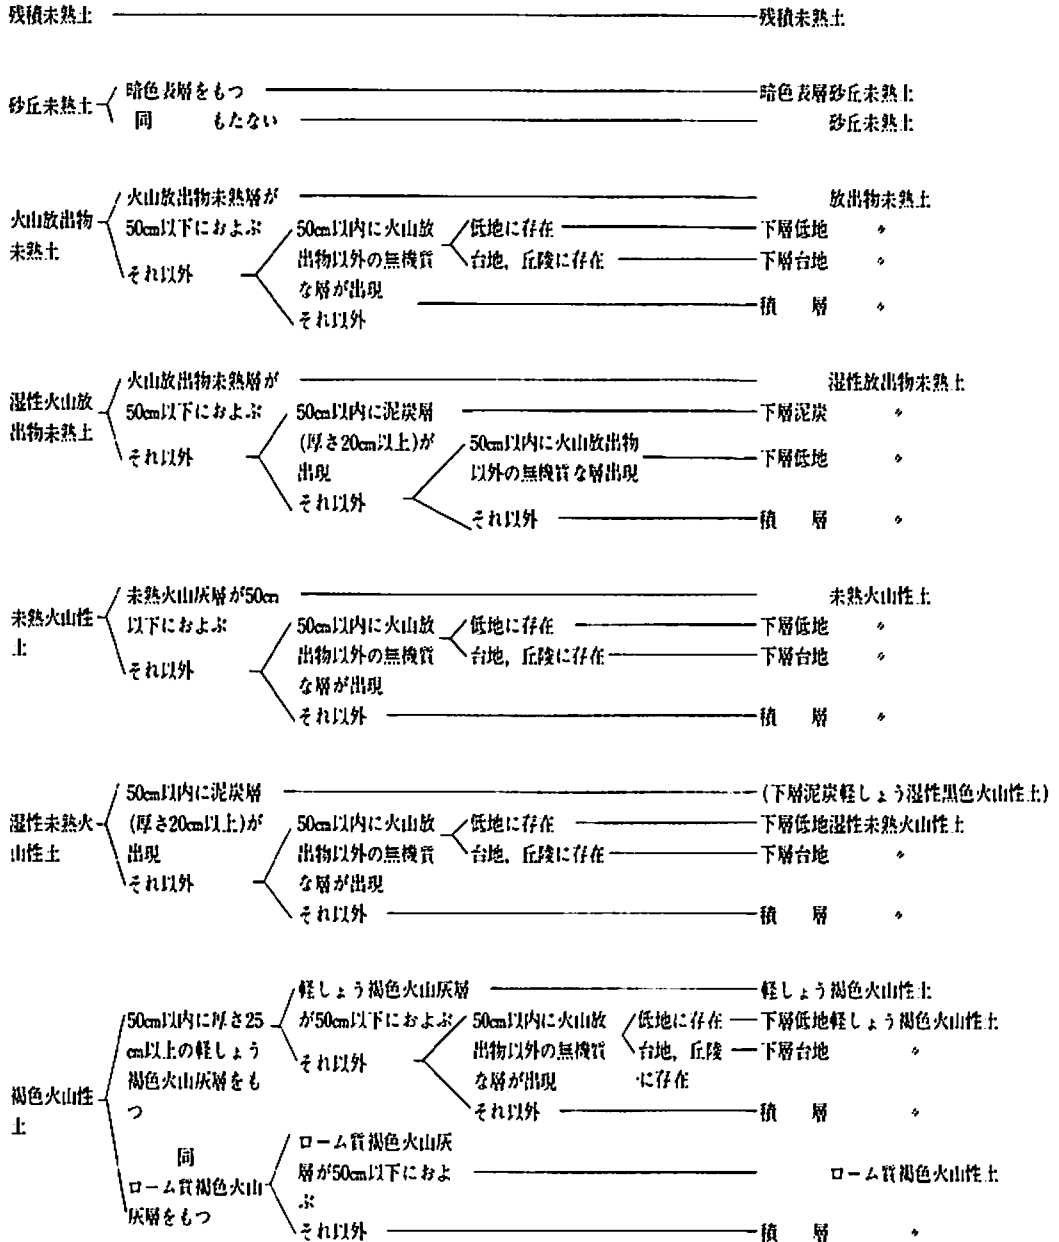 残積未熟土 残積未熟土
砂丘未熟土 暗色表層をもつ 暗色表層砂丘未熟土
同 もたない 砂丘未熟土
火山放出物未熟層が 放出物未熟土
火山放出物 50cm以下におよぶ 50cm以内に火山放 低地に存在 下層低地 〃
未熟土 出物以外の無機質 台地,丘陵に存在 下層台地 〃
それ以外 な層が出現
積 層 〃
それ以外
火山放出物未熟層が 湿性放出物未熟土
湿性火山放 50cm以下におよぶ 50cm以内に泥炭層 下層泥炭 〃
出物未熟土 (厚さ20cm以上)が 50cm以内に火山放出物
それ以外 出現 以外の無機質な層出現 下層低地 〃
それ以外
それ以外 積 層 〃
未熟火山灰層が50cm 未熟火山性土
未熟火山性 以下におよぶ 50cm以内に火山放 低地に存在 下層低地 〃
土 出物以外の無機質 台地,丘陵に存在 下層台地 〃
それ以外 な層が出現
それ以外 積 層 〃
50cm以内に泥炭層 (下層泥炭軽しょう湿性黒色火山性土)
湿性未熟火 (厚さ20cm以上)が 50cm以内に火山放 低地に存在 下層低地湿性未熟火山性土
山性土 出現 出物以外の無機質 台地,丘陵に存在 下層台地 〃
それ以外 な層が出現
それ以外 積 層 〃
軽しょう褐色火山灰層 軽しょう褐色火山性土
50cm以内に厚さ25 が50cm以下におよぶ 50cm以内に火山放 低地に存在 下層低地軽しょう褐色火山性土
cm以上の軽しょう それ以外 出物以外の無機質 台地,丘陵 下層台地 〃
褐色火山灰層をも な層が出現 に存在
褐色火山性 つ それ以外 積 層 〃
土
同 ローム質褐色火山灰
ローム質褐色火山 層が50cm以下におよ ローム質褐色火山性土
灰層をもつ ぶ
それ以外 積 層 〃